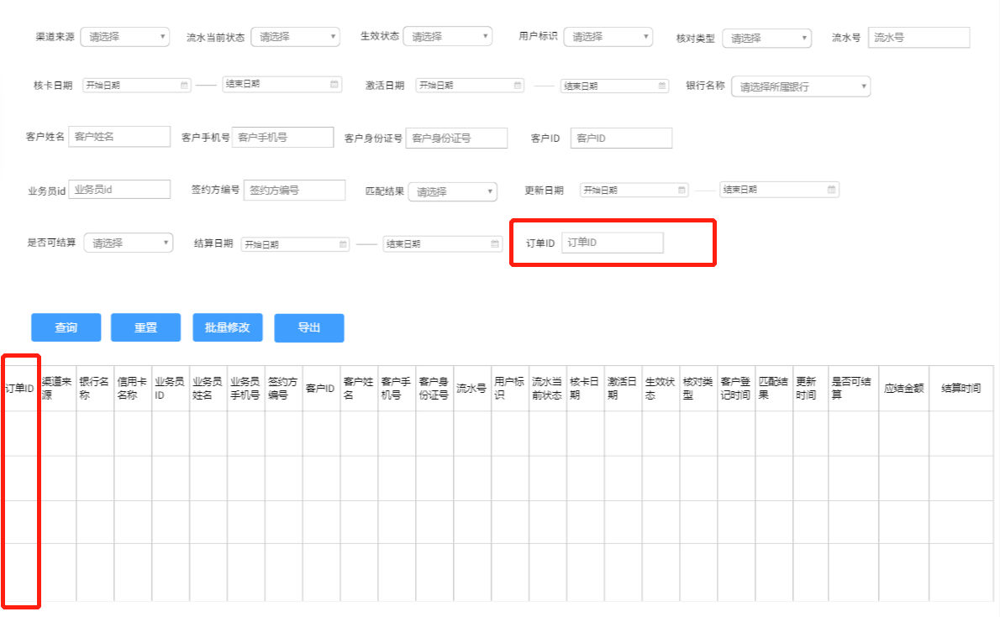 渠道来源 请选择 流水当前状态 请选择 生效状态 请选择 用户标识 请选择 核对类型 请选择 流水号 流水号
核卡日期 开始日期 结束日期 激活日期 开始日期 结束日期 银行名称 请选择所属银行
客户姓名 客户姓名 客户手机号 客户手机号 客户身份证号 客户身份证号 客户ID 客户ID
业务员id 业务员id 签约方编号 签约方编号 匹配结果 请选择 更新日期 开始日期 结束日期
是否可结算 请选择 结算日期 开始日期 结束日期 订单ID 订单ID
查询 重置 批量修改 导出
订单ID 渠道来源 银行名称 信用卡名称 业务员ID 业务员姓名 业务员手机号 签约方编号 客户ID 客户姓名 客户手机号 客户身份证号 流水号 用户标识 流水当前状态 核卡日期 激活日期 生效状态 核对类型 客户登记时间 匹配结果 更新时间 是否可结算 应结金额 结算时间